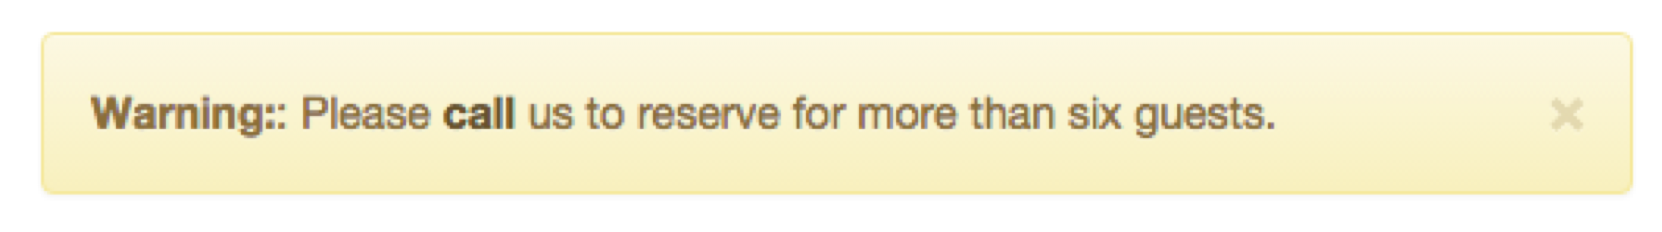 Warning:: Please call us to reserve for more than six guests. ×